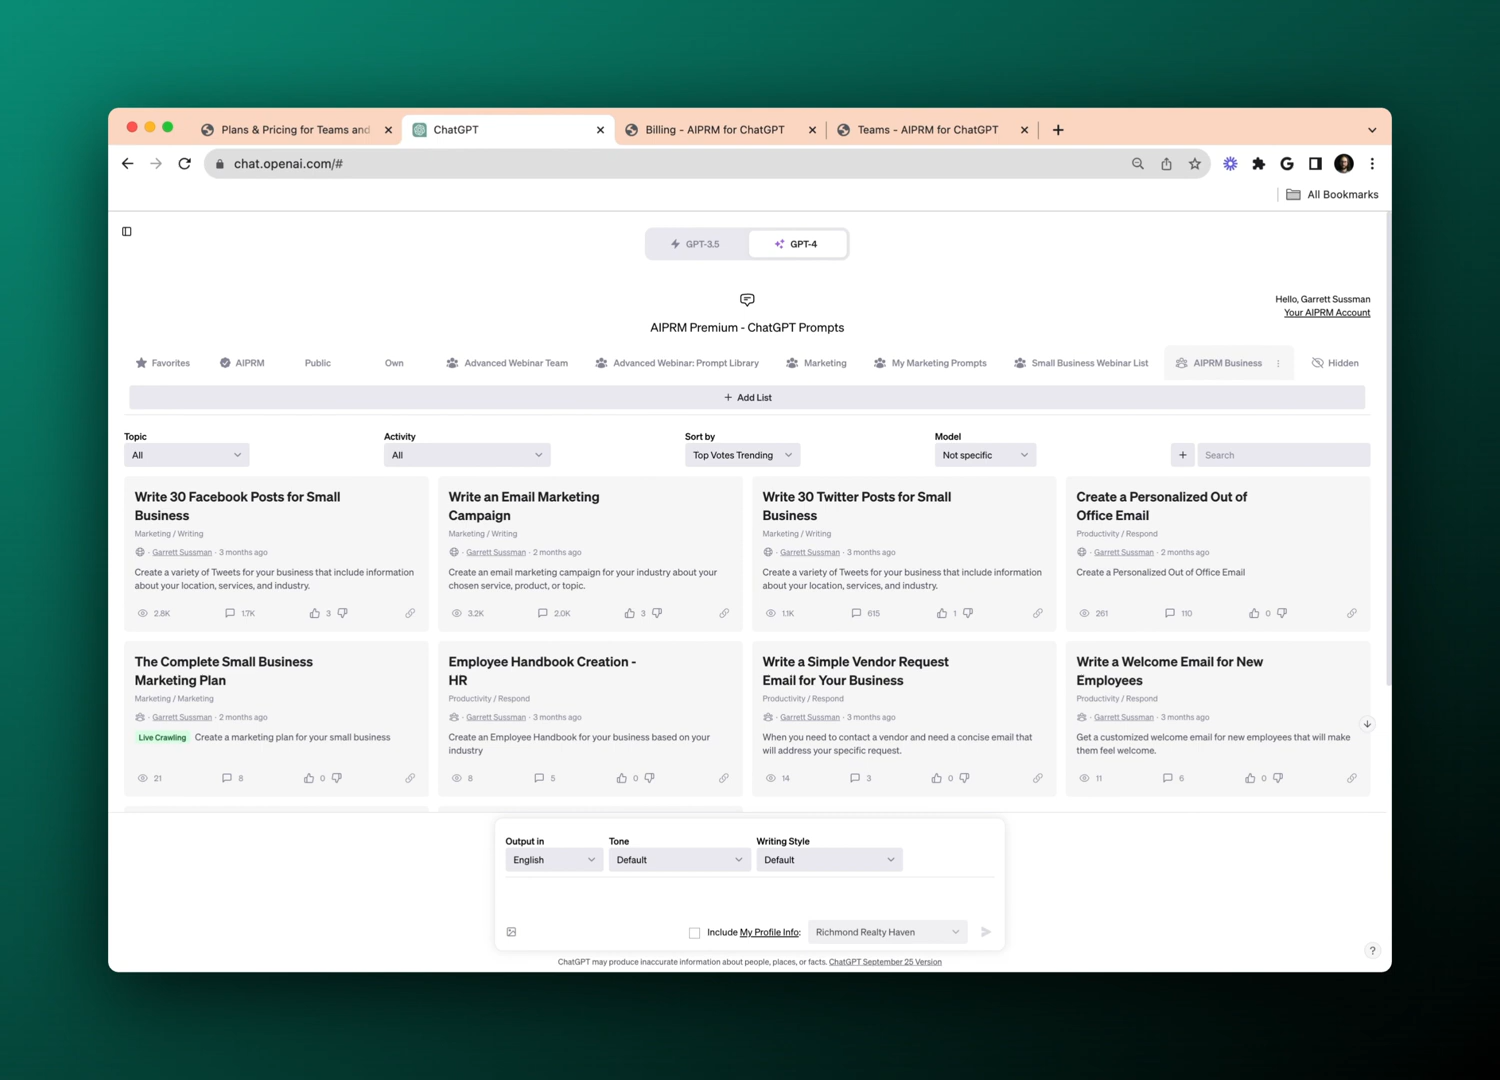 Plans & Pricing for Teams and
ChatGPT
Billing - AIPRM for ChatGPT
Teams - AIPRM for ChatGPT
chat.openai.com/#
All Bookmarks
GPT-3.5
GPT-4
Hello, Garrett Sussman
Your AIPRM Account
AIPRM Premium - ChatGPT Prompts
Favorites
AIPRM
Public
Own
Advanced Webinar Team
Advanced Webinar: Prompt Library
Marketing
My Marketing Prompts
Small Business Webinar List
AIPRM Business
Hidden
+ Add List
Topic
Activity
Sort by
Model
All
All
Top Votes Trending
Not specific
+
Search
Write 30 Facebook Posts for Small
Business
Marketing / Writing
· Garrett Sussman · 3 months ago
Create a variety of Tweets for your business that include information
about your location, services, and industry.
2.8K
1.7K
3
Write an Email Marketing
Campaign
Marketing / Writing
· Garrett Sussman · 2 months ago
Create an email marketing campaign for your industry about your
chosen service, product, or topic.
3.2K
2.0K
3
Write 30 Twitter Posts for Small
Business
Marketing / Writing
· Garrett Sussman · 3 months ago
Create a variety of Tweets for your business that include information
about your location, services, and industry.
1.1K
615
1
Create a Personalized Out of
Office Email
Productivity / Respond
· Garrett Sussman · 2 months ago
Create a Personalized Out of Office Email
261
110
0
The Complete Small Business
Marketing Plan
Marketing / Marketing
· Garrett Sussman · 2 months ago
Live Crawling Create a marketing plan for your small business
21
8
0
Employee Handbook Creation -
HR
Productivity / Respond
· Garrett Sussman · 3 months ago
Create an Employee Handbook for your business based on your
industry
8
5
0
Write a Simple Vendor Request
Email for Your Business
Productivity / Respond
· Garrett Sussman · 3 months ago
When you need to contact a vendor and need a concise email that
will address your specific request.
14
3
0
Write a Welcome Email for New
Employees
Productivity / Respond
· Garrett Sussman · 3 months ago
Get a customized welcome email for new employees that will make
them feel welcome.
11
6
0
Output in
Tone
Writing Style
English
Default
Default
Include My Profile Info:
Richmond Realty Haven
ChatGPT may produce inaccurate information about people, places, or facts. ChatGPT September 25 Version
?